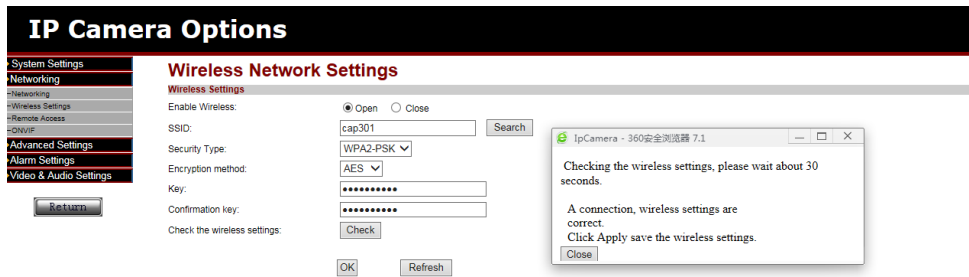 IP Camera Options
System Settings
Networking
Networking
Wireless Settings
Remote Access
ONVIF
Advanced Settings
Alarm Settings
Video & Audio Settings
Return
Wireless Network Settings
Wireless Settings
Enable Wireless: Open Close
SSID: cap301 Search
Security Type: WPA2-PSK
Encryption method: AES
Key: ••••••••••
Confirmation key: ••••••••••
Check the wireless settings: Check
OK Refresh
IpCamera - 360安全浏览器 7.1
Checking the wireless settings, please wait about 30
seconds.
A connection, wireless settings are
correct.
Click Apply save the wireless settings.
Close